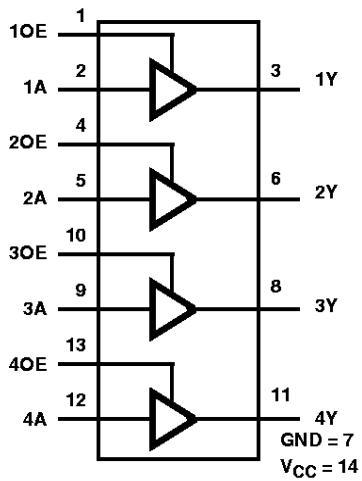 1OE 1
1A 2 3 1Y
2OE 4
2A 5 6 2Y
3OE 10
3A 9 8 3Y
4OE 13
4A 12 11 4Y
GND = 7
VCC = 14